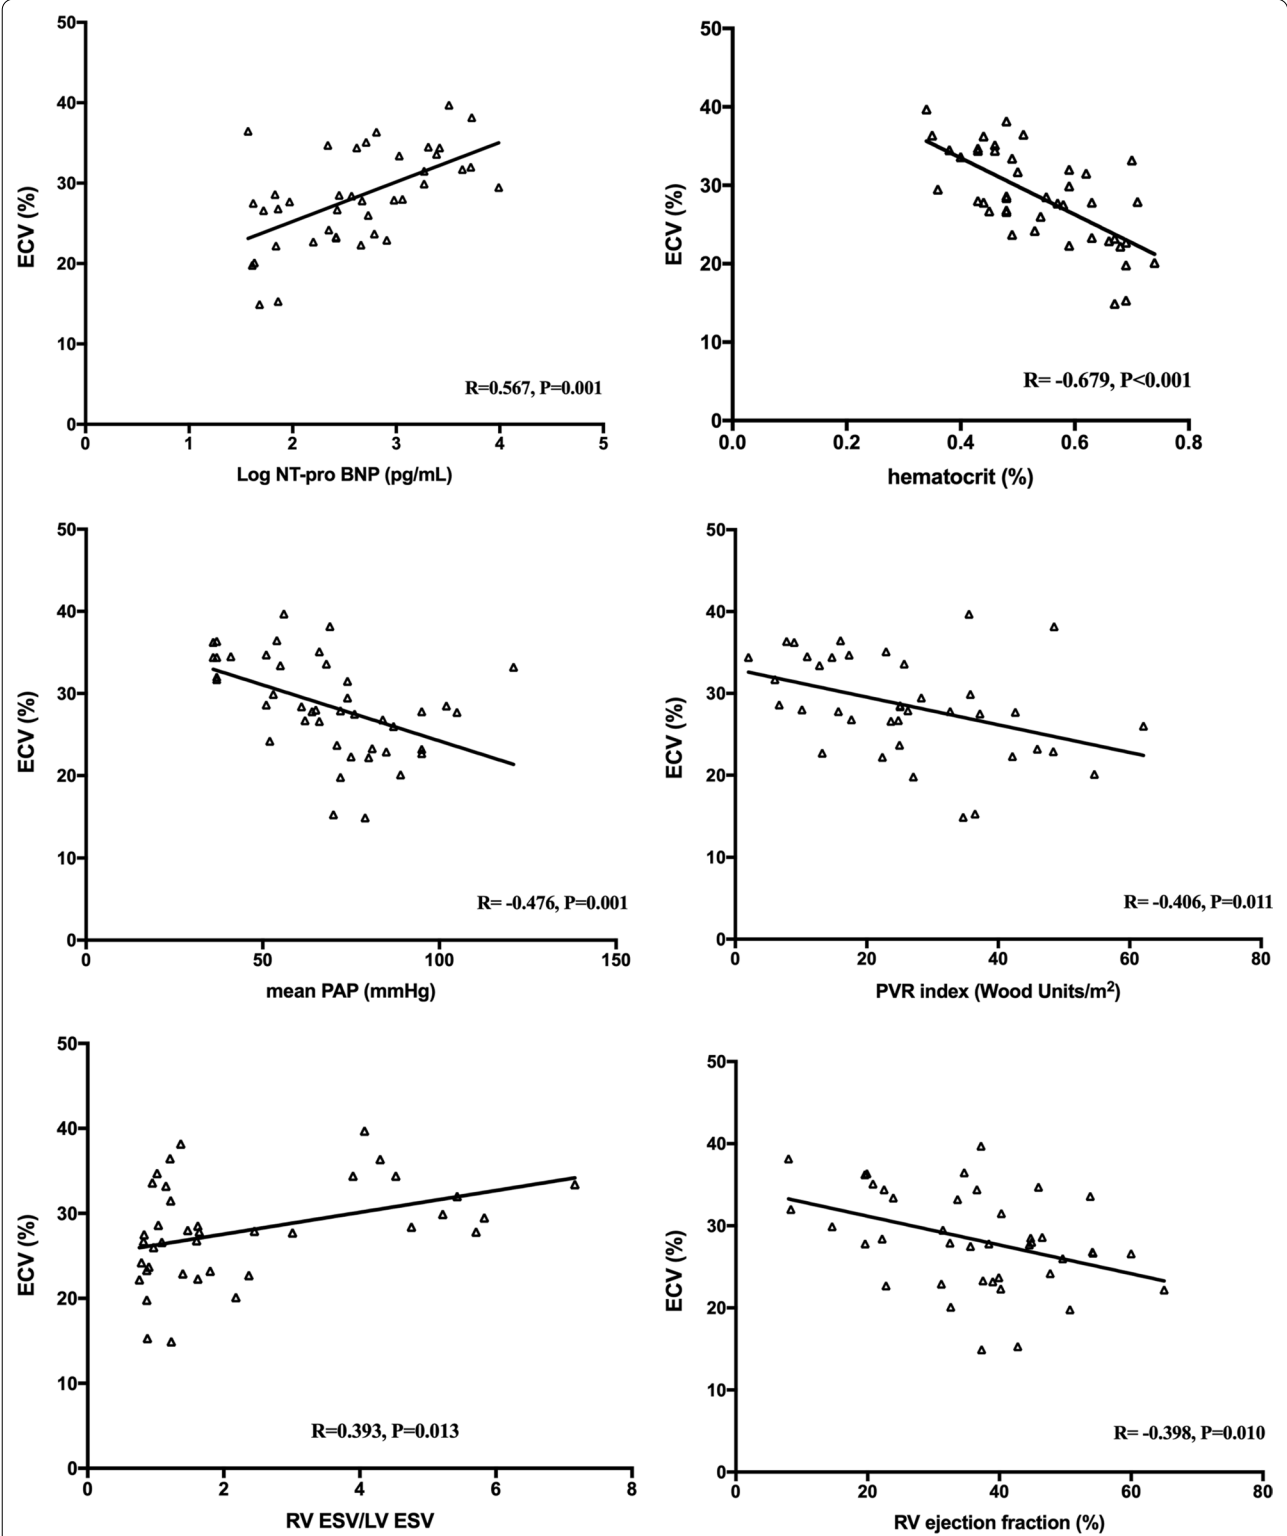 50
40
30
20
10
0
ECV (%)
R=0.567, P=0.001
0 1 2 3 4 5
Log NT-pro BNP (pg/mL)
50
40
30
20
10
0
ECV (%)
R= -0.679, P<0.001
0.0 0.2 0.4 0.6 0.8
hematocrit (%)
50
40
30
20
10
0
ECV (%)
R= -0.476, P=0.001
0 50 100 150
mean PAP (mmHg)
50
40
30
20
10
0
ECV (%)
R= -0.406, P=0.011
0 20 40 60 80
PVR index (Wood Units/m²)
50
40
30
20
10
0
ECV (%)
R=0.393, P=0.013
0 2 4 6 8
RV ESV/LV ESV
50
40
30
20
10
0
ECV (%)
R= -0.398, P=0.010
0 20 40 60 80
RV ejection fraction (%)